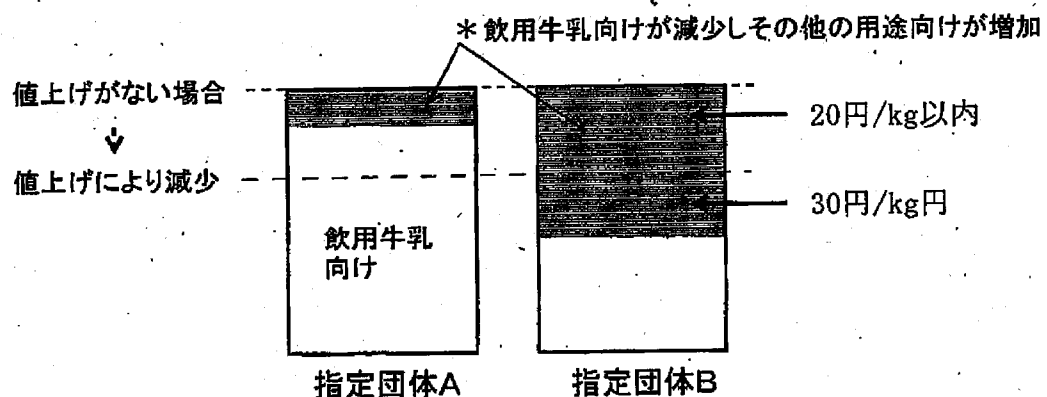 ＊飲用牛乳向けが減少しその他の用途向けが増加
値上げがない場合
20円/kg以内
値上げにより減少
30円/kg円
飲用牛乳
向け
指定団体A
指定団体B